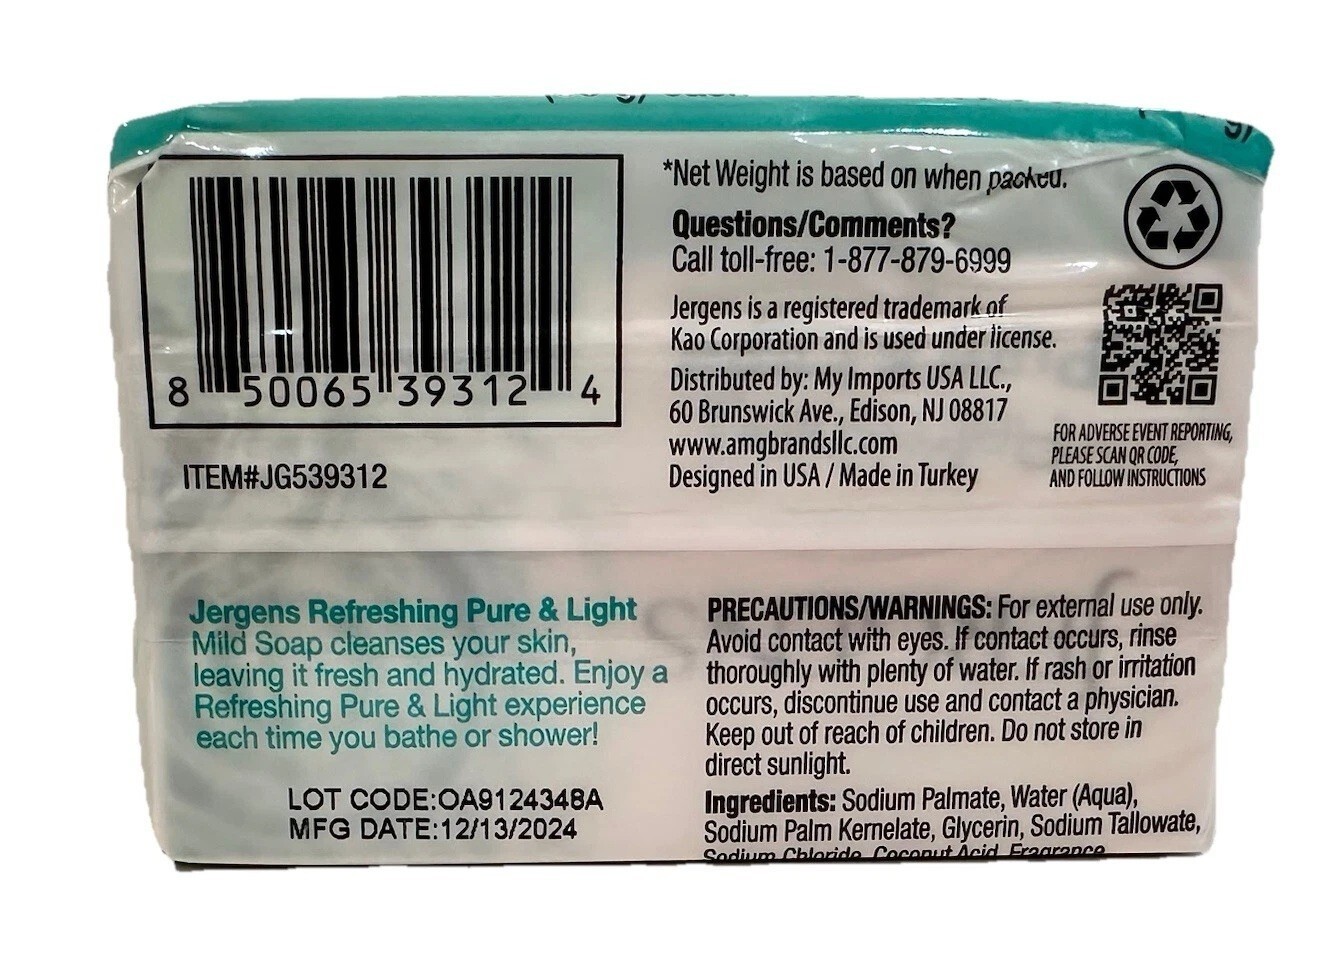 *Net Weight is based on when packed.
Questions/Comments?
Call toll-free: 1-877-879-6999
Jergens is a registered trademark of
Kao Corporation and is used under license.
Distributed by: My Imports USA LLC.,
60 Brunswick Ave., Edison, NJ 08817
www.amgbrandsllc.com
Designed in USA / Made in Turkey
FOR ADVERSE EVENT REPORTING,
PLEASE SCAN QR CODE,
AND FOLLOW INSTRUCTIONS
8 50065 39312 4
ITEM#JG539312
Jergens Refreshing Pure & Light
Mild Soap cleanses your skin,
leaving it fresh and hydrated. Enjoy a
Refreshing Pure & Light experience
each time you bathe or shower!
LOT CODE:OA9124348A
MFG DATE:12/13/2024
PRECAUTIONS/WARNINGS: For external use only.
Avoid contact with eyes. If contact occurs, rinse
thoroughly with plenty of water. If rash or irritation
occurs, discontinue use and contact a physician.
Keep out of reach of children. Do not store in
direct sunlight.
Ingredients: Sodium Palmate, Water (Aqua),
Sodium Palm Kernelate, Glycerin, Sodium Tallowate,
Sodium Chloride, Coconut Acid, Fragrance